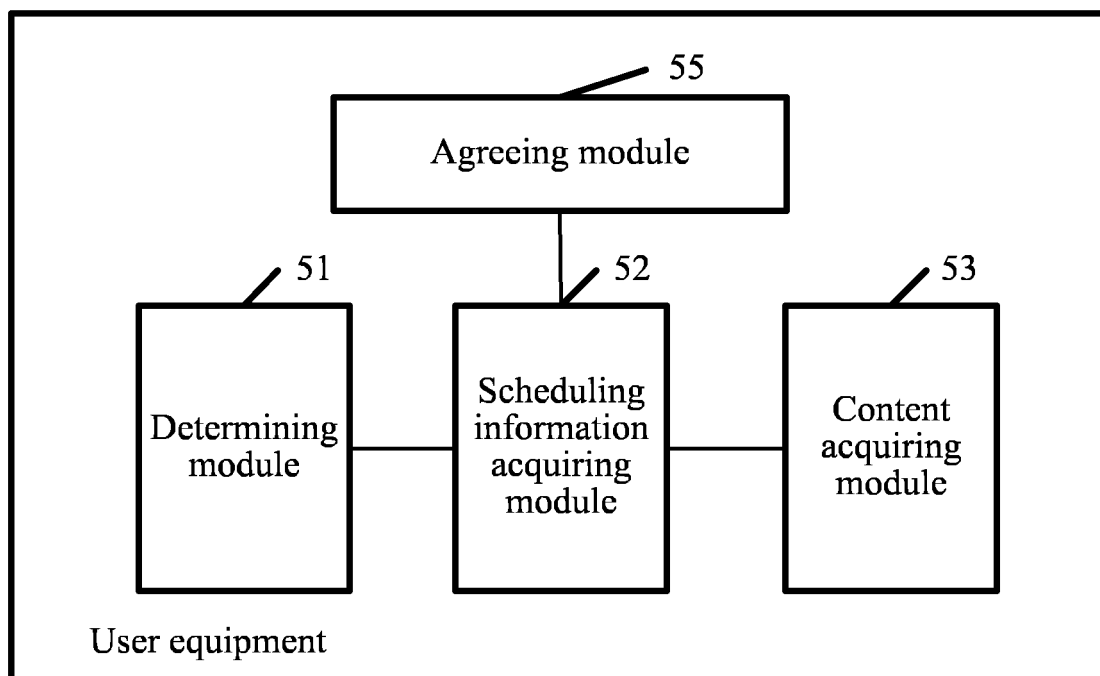 55
Agreeing module
51
52
53
Determining
module
Scheduling
information
acquiring
module
Content
acquiring
module
User equipment